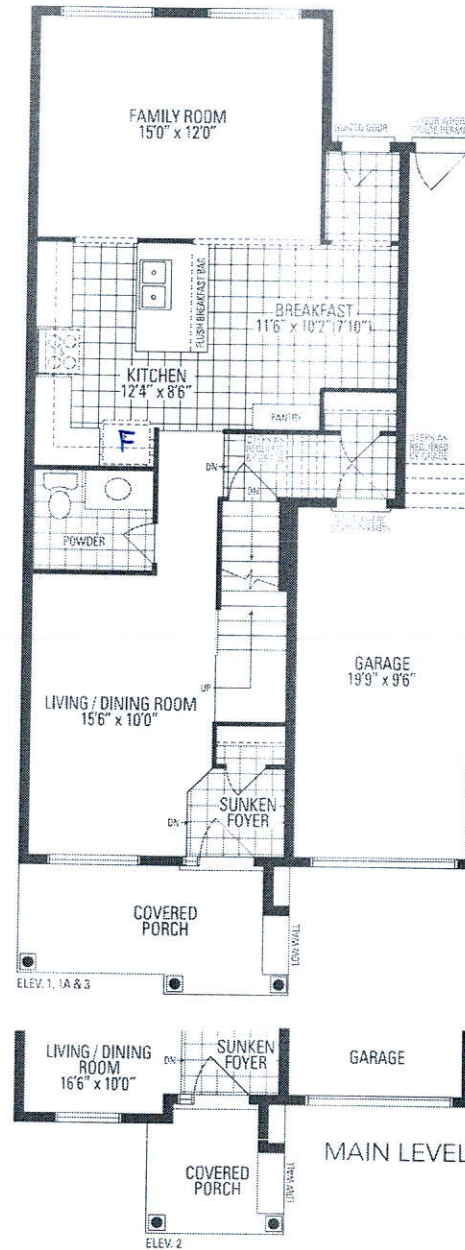 FAMILY ROOM
15'0" x 12'0"
FLUSH BREAKFAST BAR
BREAKFAST
11'6" x 10'2" (7'10")
KITCHEN
12'4" x 8'6"
F
PANTRY
DN
DN
POWDER
UP
LIVING / DINING ROOM
15'6" x 10'0"
GARAGE
19'9" x 9'6"
SUNKEN
FOYER
DN
COVERED
PORCH
LOW WALL
ELEV. 1, 1A & 3
LIVING / DINING
ROOM
16'6" x 10'0"
DN
SUNKEN
FOYER
GARAGE
MAIN LEVEL
COVERED
PORCH
LOW WALL
ELEV. 2